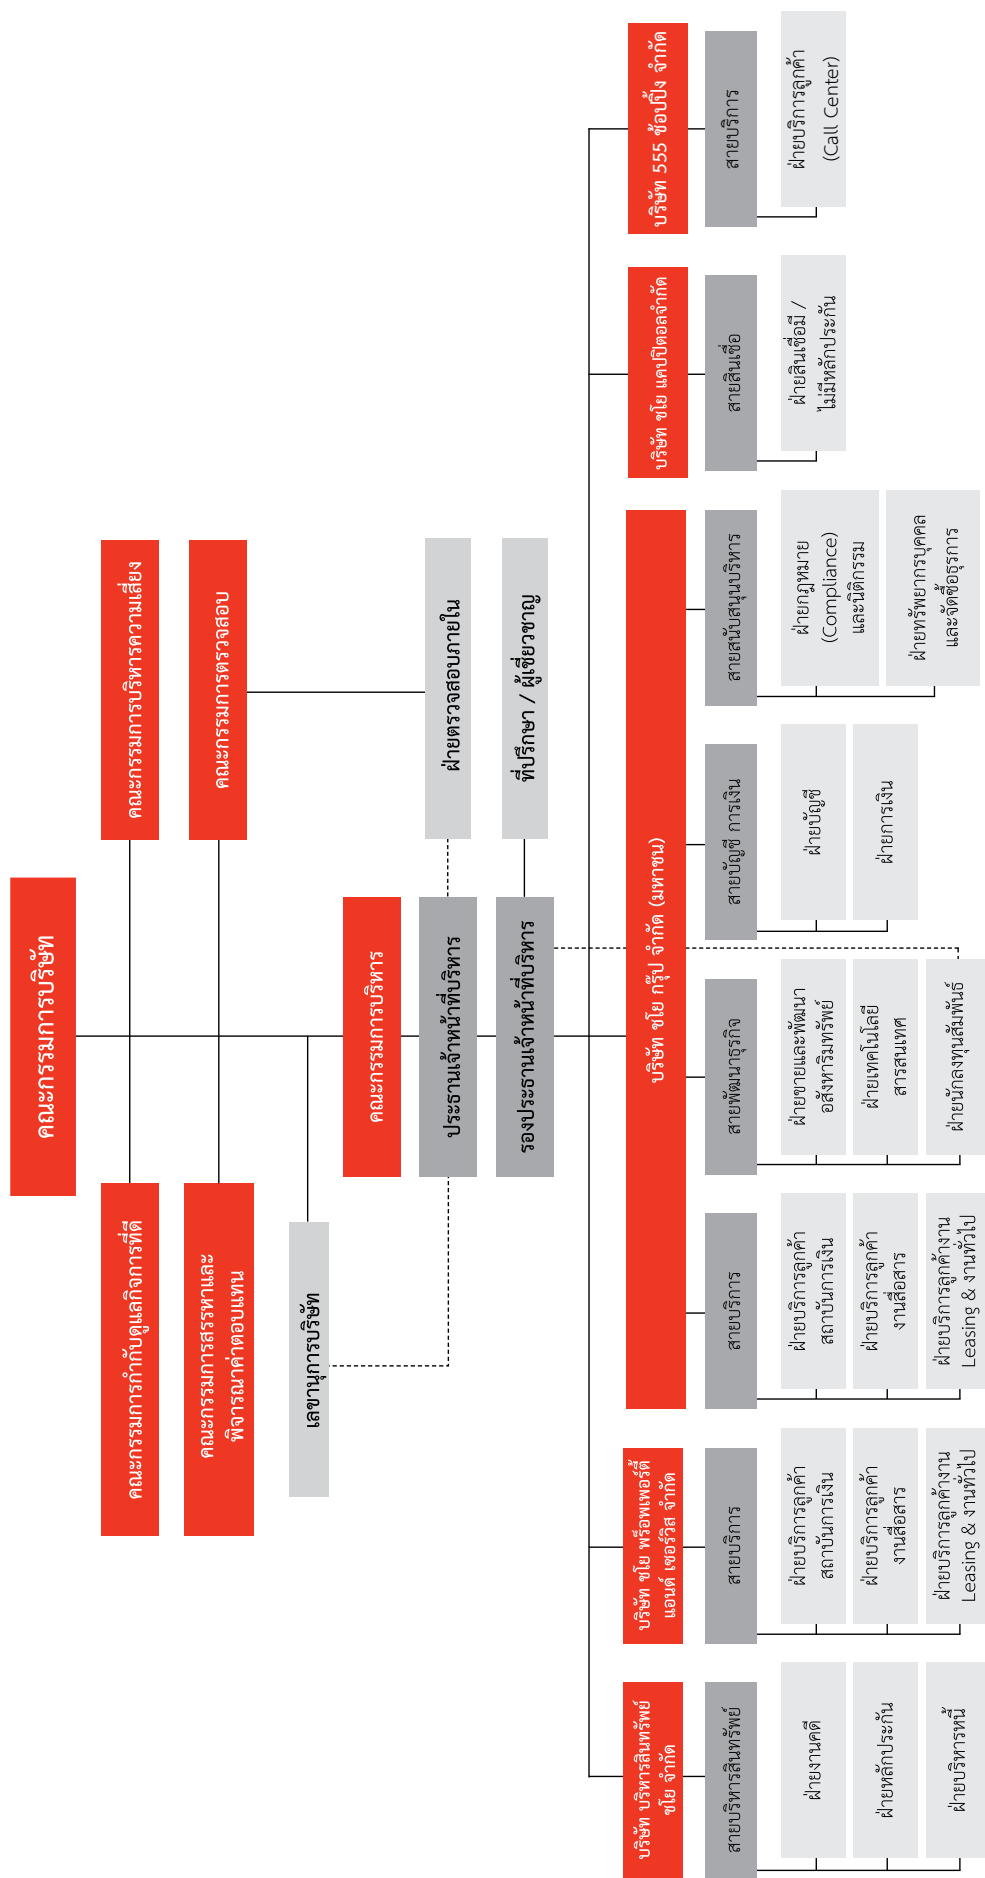 คณะกรรมการบริษัท
คณะกรรมการกำกับดูแลกิจการที่ดี
คณะกรรมการบริหารความเสี่ยง
คณะกรรมการสรรหาและ
พิจารณาค่าตอบแทน
คณะกรรมการตรวจสอบ
เลขานุการบริษัท
คณะกรรมการบริหาร
ประธานเจ้าหน้าที่บริหาร
ฝ่ายตรวจสอบภายใน
รองประธานเจ้าหน้าที่บริหาร
ที่ปรึกษา / ผู้เชี่ยวชาญ
บริษัท บริหารสินทรัพย์
ชโย จำกัด
สายบริหารสินทรัพย์
ฝ่ายงานคดี
ฝ่ายหลักประกัน
ฝ่ายบริหารหนี้
บริษัท ชโย พร็อพเพอร์ตี้
แอนด์ เซอร์วิส จำกัด
สายบริการ
ฝ่ายบริการลูกค้า
สถาบันการเงิน
ฝ่ายบริการลูกค้า
งานสื่อสาร
ฝ่ายบริการลูกค้างาน
Leasing & งานทั่วไป
บริษัท ชโย กรุ๊ป จำกัด (มหาชน)
สายบริการ
ฝ่ายบริการลูกค้า
สถาบันการเงิน
ฝ่ายบริการลูกค้า
งานสื่อสาร
ฝ่ายบริการลูกค้างาน
Leasing & งานทั่วไป
สายพัฒนาธุรกิจ
ฝ่ายขายและพัฒนา
อสังหาริมทรัพย์
ฝ่ายเทคโนโลยี
สารสนเทศ
ฝ่ายนักลงทุนสัมพันธ์
สายบัญชี การเงิน
ฝ่ายบัญชี
ฝ่ายการเงิน
สายสนับสนุนบริหาร
ฝ่ายกฎหมาย
(Compliance)
และนิติกรรม
ฝ่ายทรัพยากรบุคคล
และจัดซื้อธุรการ
บริษัท ชโย แคปปิตอลจำกัด
สายสินเชื่อ
ฝ่ายสินเชื่อมี /
ไม่มีหลักประกัน
บริษัท 555 ช้อปปิ้ง จำกัด
สายบริการ
ฝ่ายบริการลูกค้า
(Call Center)